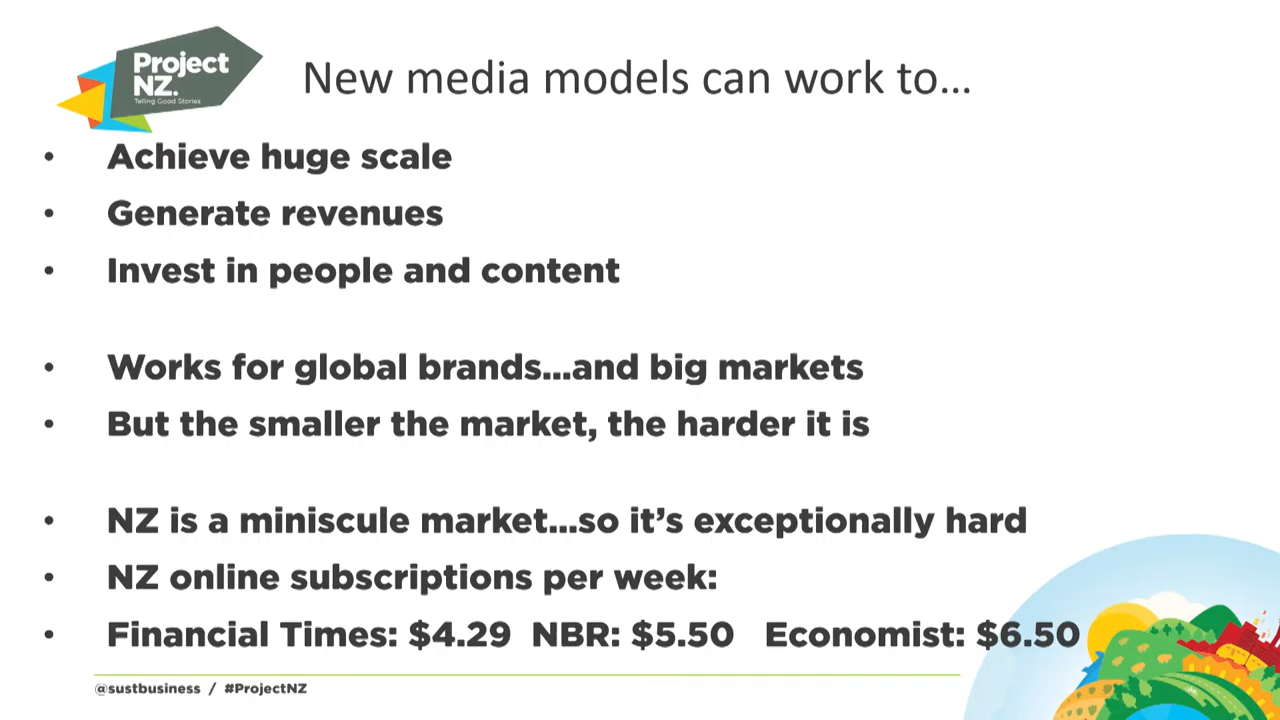 Project
NZ.
Telling Good Stories
New media models can work to...
• Achieve huge scale
• Generate revenues
• Invest in people and content
• Works for global brands...and big markets
• But the smaller the market, the harder it is
• NZ is a miniscule market...so it’s exceptionally hard
• NZ online subscriptions per week:
• Financial Times: $4.29 NBR: $5.50 Economist: $6.50
@sustbusiness / #ProjectNZ